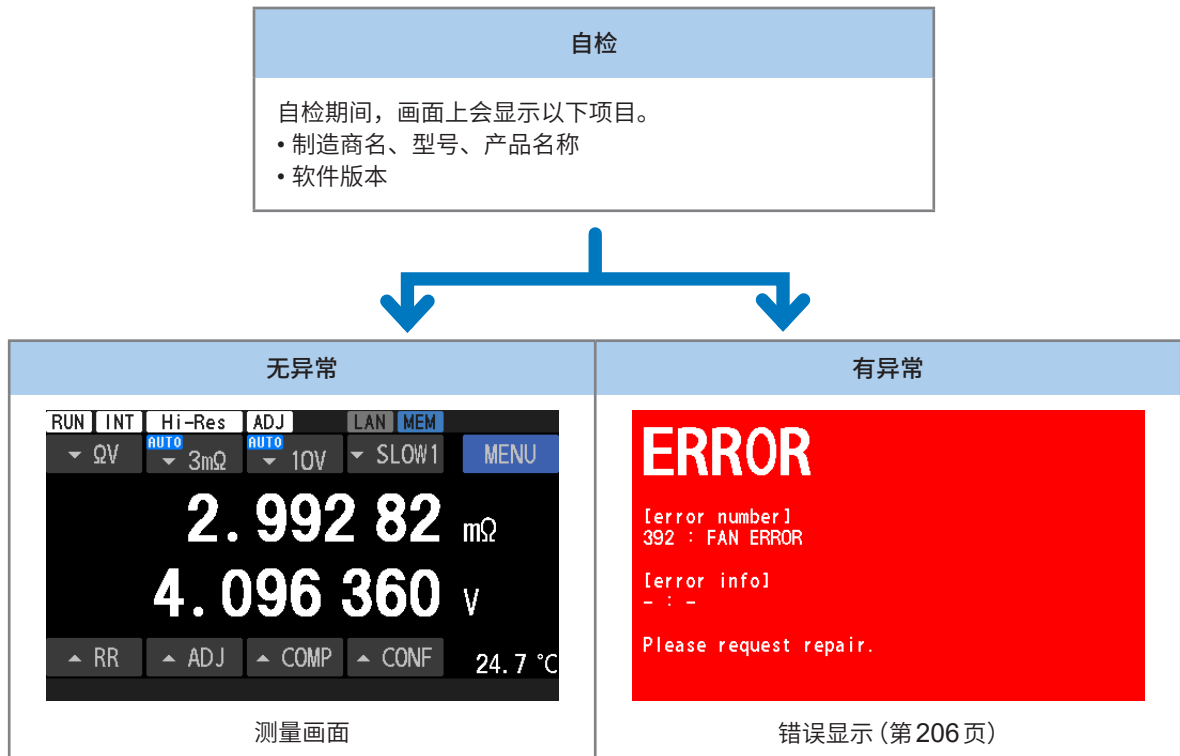 自检
自检期间，画面上会显示以下项目。
• 制造商名、型号、产品名称
• 软件版本
无异常
RUN INT Hi-Res ADJ LAN MEM
ΩV AUTO 3mΩ AUTO 10V SLOW1 MENU
2.992 82 mΩ
4.096 360 V
RR ADJ COMP CONF 24.7 °C
测量画面
有异常
ERROR
[error number]
392 : FAN ERROR
[error info]
- : -
Please request repair.
错误显示（第206页）